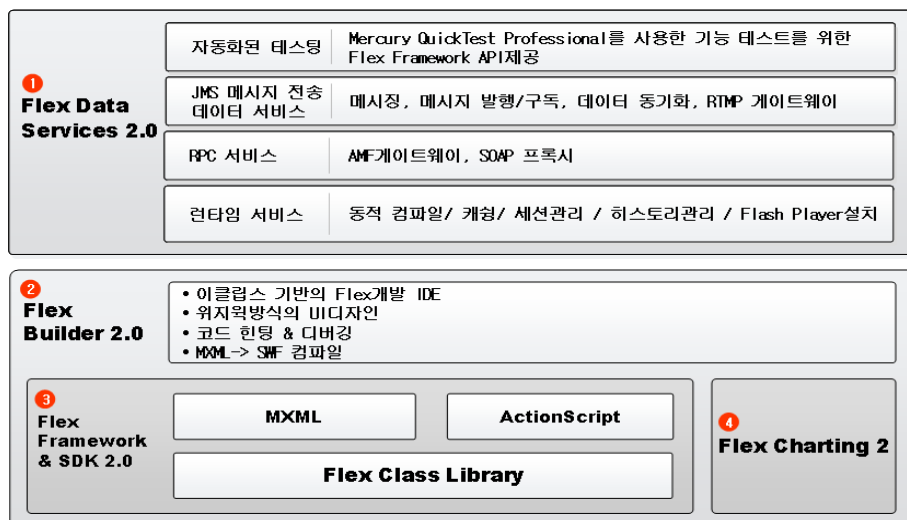 1
Flex Data
Services 2.0
자동화된 테스팅
Mercury QuickTest Professional를 사용한 기능 테스트를 위한
Flex Framework API제공
JMS 메시지 전송
데이터 서비스
메시징, 메시지 발행/구독, 데이터 동기화, RTMP 게이트웨이
RPC 서비스
AMF게이트웨이, SOAP 프록시
런타임 서비스
동적 컴파일/ 캐슁/ 세션관리 / 히스토리관리 / Flash Player설치
2
Flex
Builder 2.0
• 이클립스 기반의 Flex개발 IDE
• 위지윅방식의 UI디자인
• 코드 힌팅 & 디버깅
• MXML-> SWF 컴파일
3
Flex
Framework
& SDK 2.0
MXML
ActionScript
Flex Class Library
4
Flex Charting 2